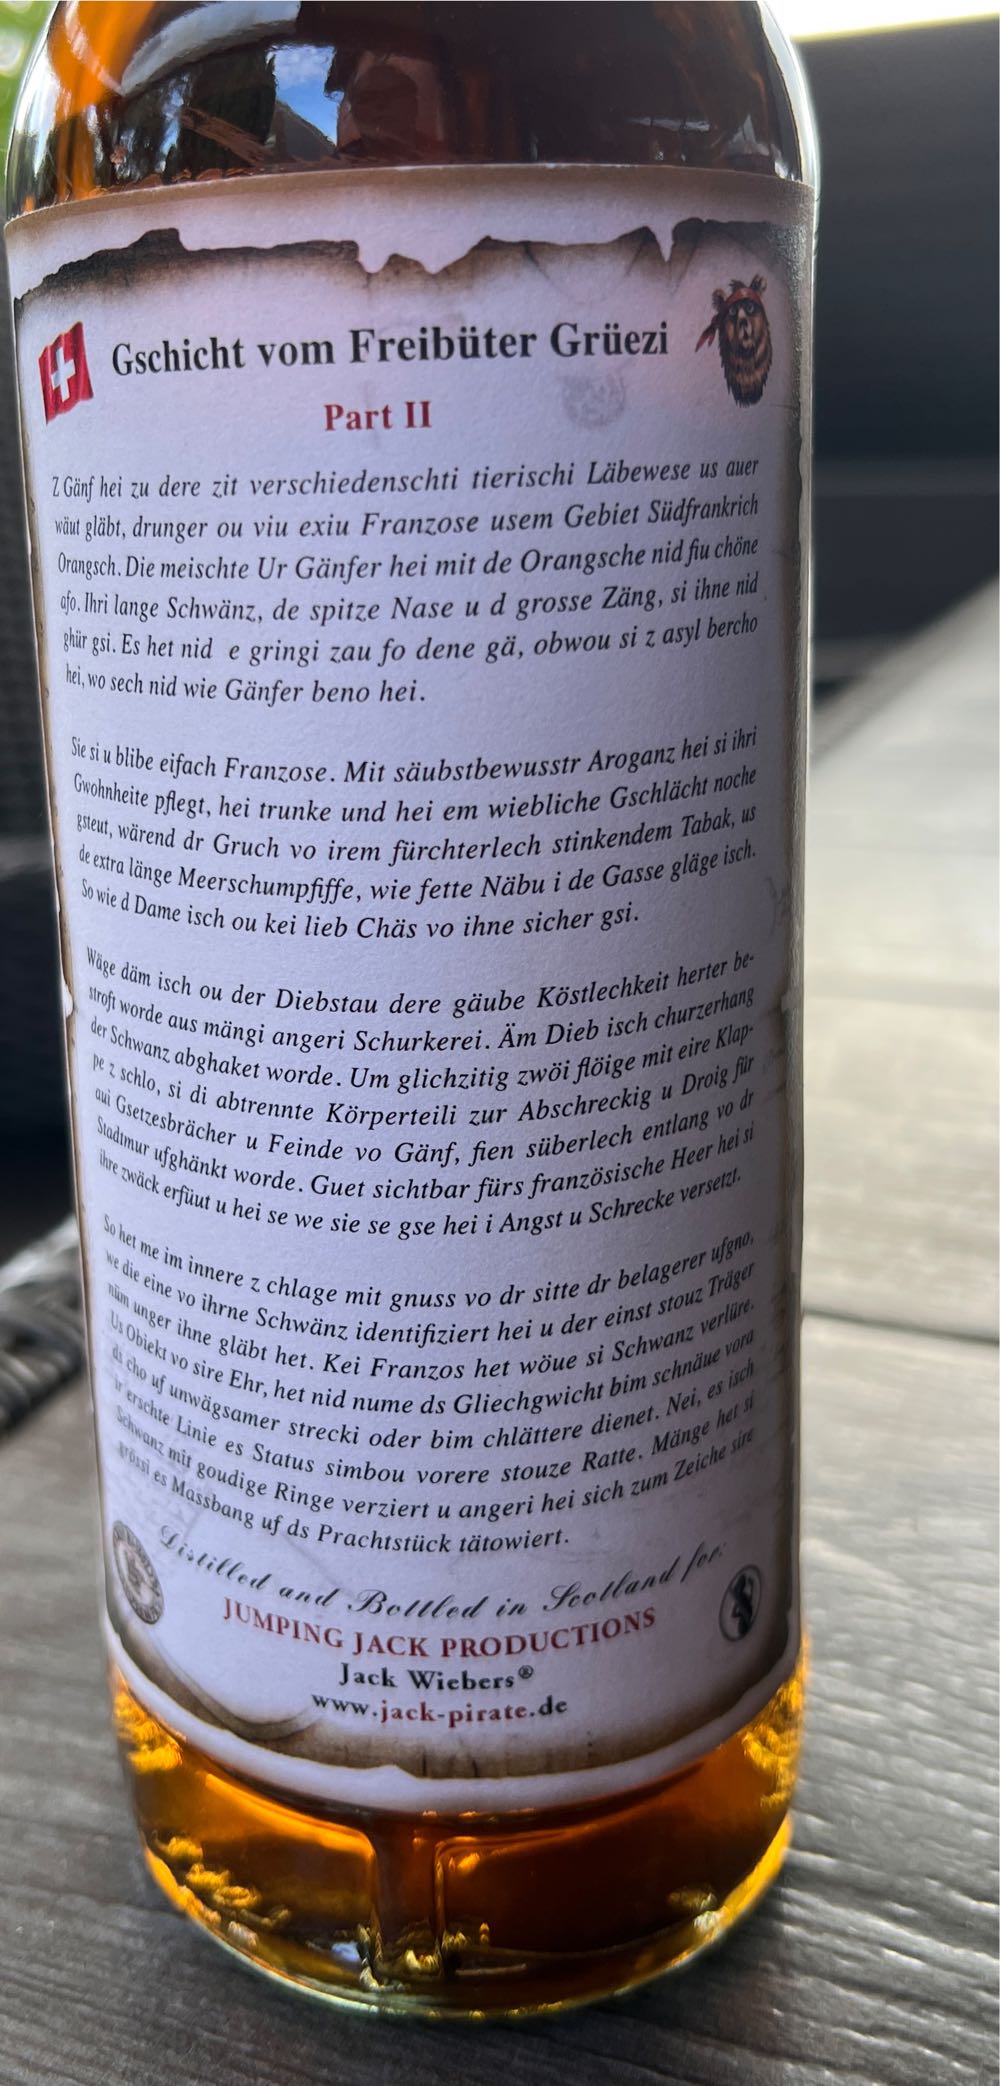 Gschicht vom Freibüter Grüezi
Part II
Z Gänf hei zu dere zit verschiedenschti tierischi Läbewese us auer
wäut gläbt, drunger ou viu exiu Franzose usem Gebiet Südfrankrich
Orangsch. Die meischte Ur Gänfer hei mit de Orangsche nid fiu chöne
afo. Ihri lange Schwänz, de spitze Nase u d grosse Zäng, si ihne nid
ghür gsi. Es het nid e gringi zau fo dene gä, obwou si z asyl bercho
hei, wo sech nid wie Gänfer beno hei.
Sie si u blibe eifach Franzose. Mit säubstbewusstr Aroganz hei si ihri
Gwohnheite pflegt, hei trunke und hei em wiebliche Gschlächt noche
gsteut, wärend dr Gruch vo irem fürchterlech stinkendem Tabak, us
de extra länge Meerschumpfiffe, wie fette Näbu i de Gasse gläge isch.
So wie d Dame isch ou kei lieb Chäs vo ihne sicher gsi.
Wäge däm isch ou der Diebstau dere gäube Köstlechkeit herter be-
stroft worde aus mängi angeri Schurkerei. Äm Dieb isch churzerhang
der Schwanz abghaket worde. Um glichzitig zwöi flöige mit eire Klap-
pe z schlo, si di abtrennte Körperteili zur Abschreckig u Droig für
aui Gsetzesbrächer u Feinde vo Gänf, fien süberlech entlang vo dr
Stadtmur ufghänkt worde. Guet sichtbar fürs französische Heer hei si
ihre zwäck erfüut u hei se we sie se gse hei i Angst u Schrecke versetzt.
So het me im innere z chlage mit gnuss vo dr sitte dr belagerer ufgno,
we die eine vo ihrne Schwänz identifiziert hei u der einst stouz Träger
nüm unger ihne gläbt het. Kei Franzos het wöue si Schwanz verlüre.
Us Obiekt vo sire Ehr, het nid nume ds Gliechgwicht bim schnäue vora
di cho uf unwägsamer strecki oder bim chlättere dienet. Nei, es isch
ir erschte Linie es Status simbou vorere stouze Ratte. Mänge het si
Schwanz mit goudige Ringe verziert u angeri hei sich zum Zeiche sire
grössi es Massbang uf ds Prachtstück tätowiert.
Distilled and Bottled in Scotland for:
JUMPING JACK PRODUCTIONS
Jack Wiebers®
www.jack-pirate.de